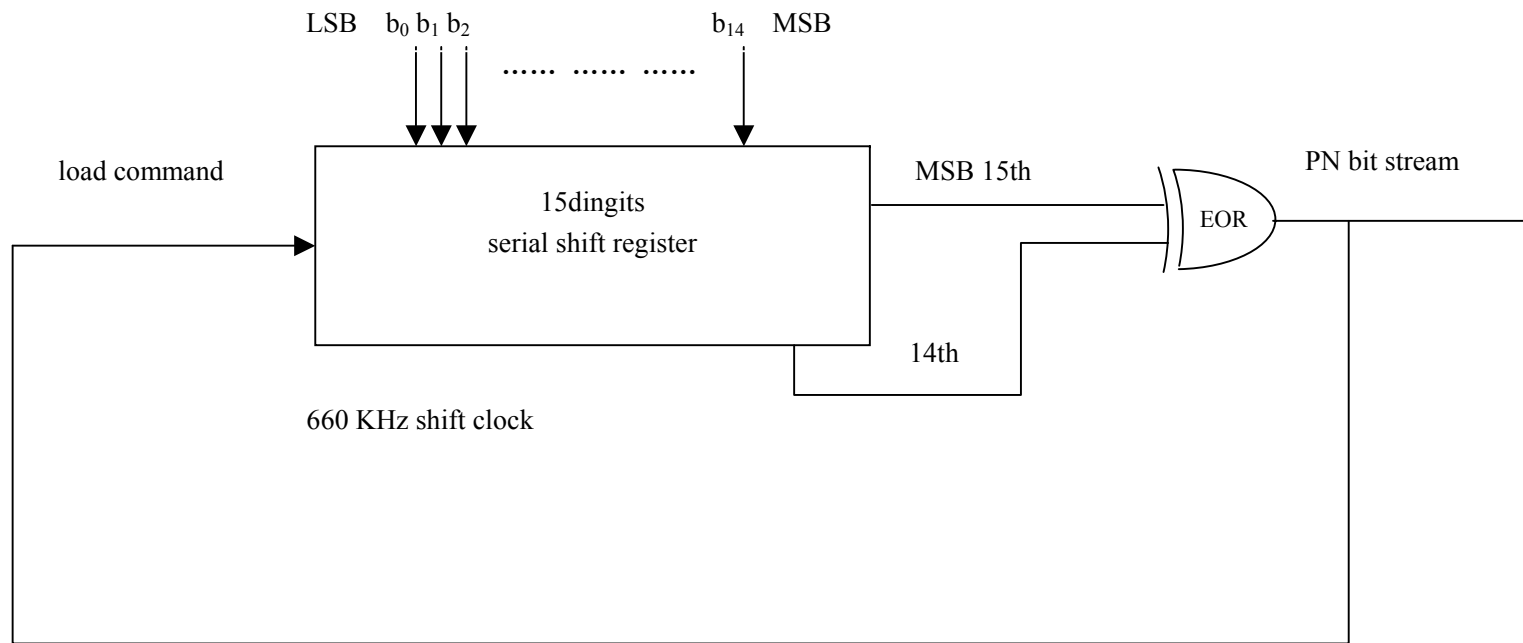 LSB b₀ b₁ b₂ b₁₄ MSB
…… …… ……
load command
MSB 15th
PN bit stream
15dingits
serial shift register
EOR
14th
660 KHz shift clock